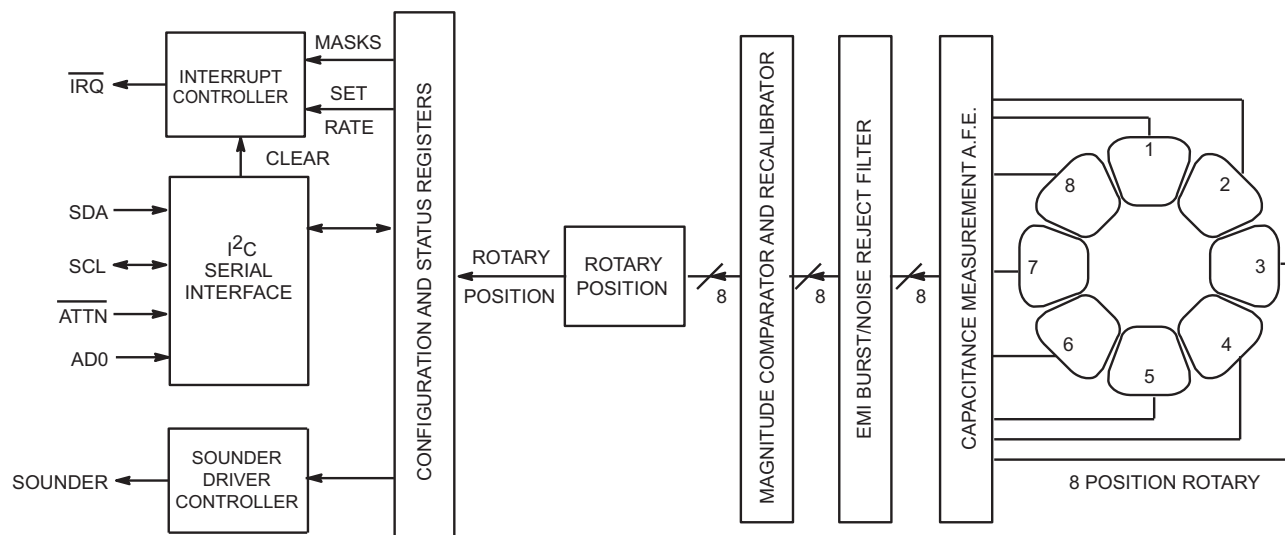 IRQ
INTERRUPT
CONTROLLER
MASKS
SET
RATE
CLEAR
SDA
SCL
ATTN
AD0
I²C
SERIAL
INTERFACE
SOUNDER
SOUNDER
DRIVER
CONTROLLER
CONFIGURATION AND STATUS REGISTERS
ROTARY
POSITION
ROTARY
POSITION
8
MAGNITUDE COMPARATOR AND RECALIBRATOR
8
EMI BURST/NOISE REJECT FILTER
8
CAPACITANCE MEASUREMENT A.F.E.
1
2
3
4
5
6
7
8
8 POSITION ROTARY